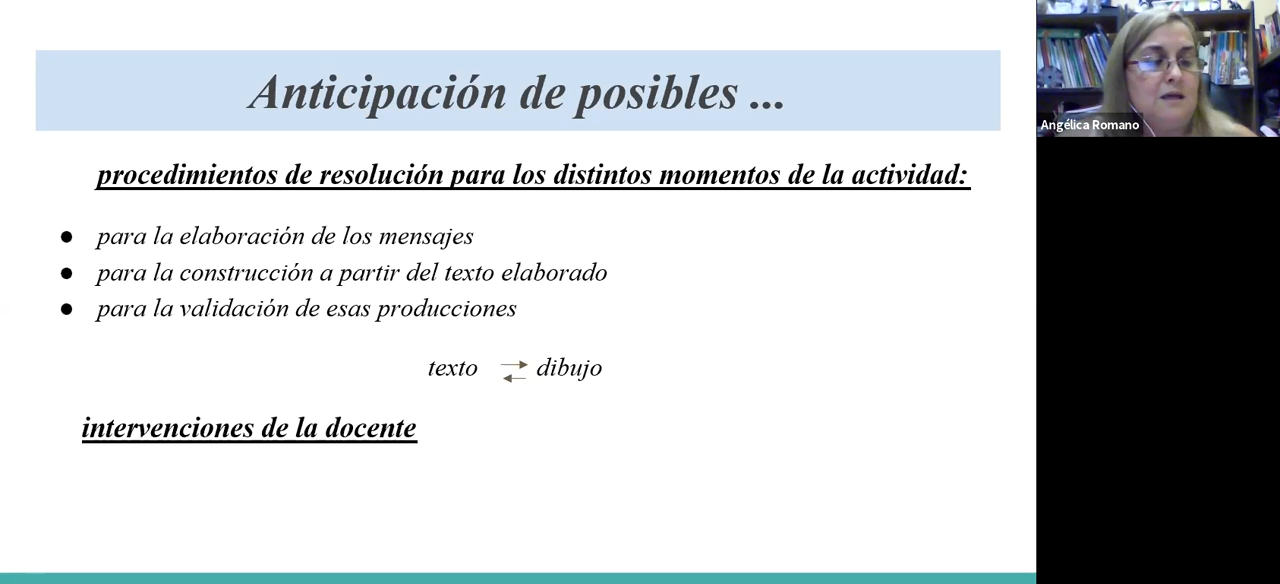 Anticipación de posibles ...
Angélica Romano
procedimientos de resolución para los distintos momentos de la actividad:
● para la elaboración de los mensajes
● para la construcción a partir del texto elaborado
● para la validación de esas producciones
texto ⇄ dibujo
intervenciones de la docente